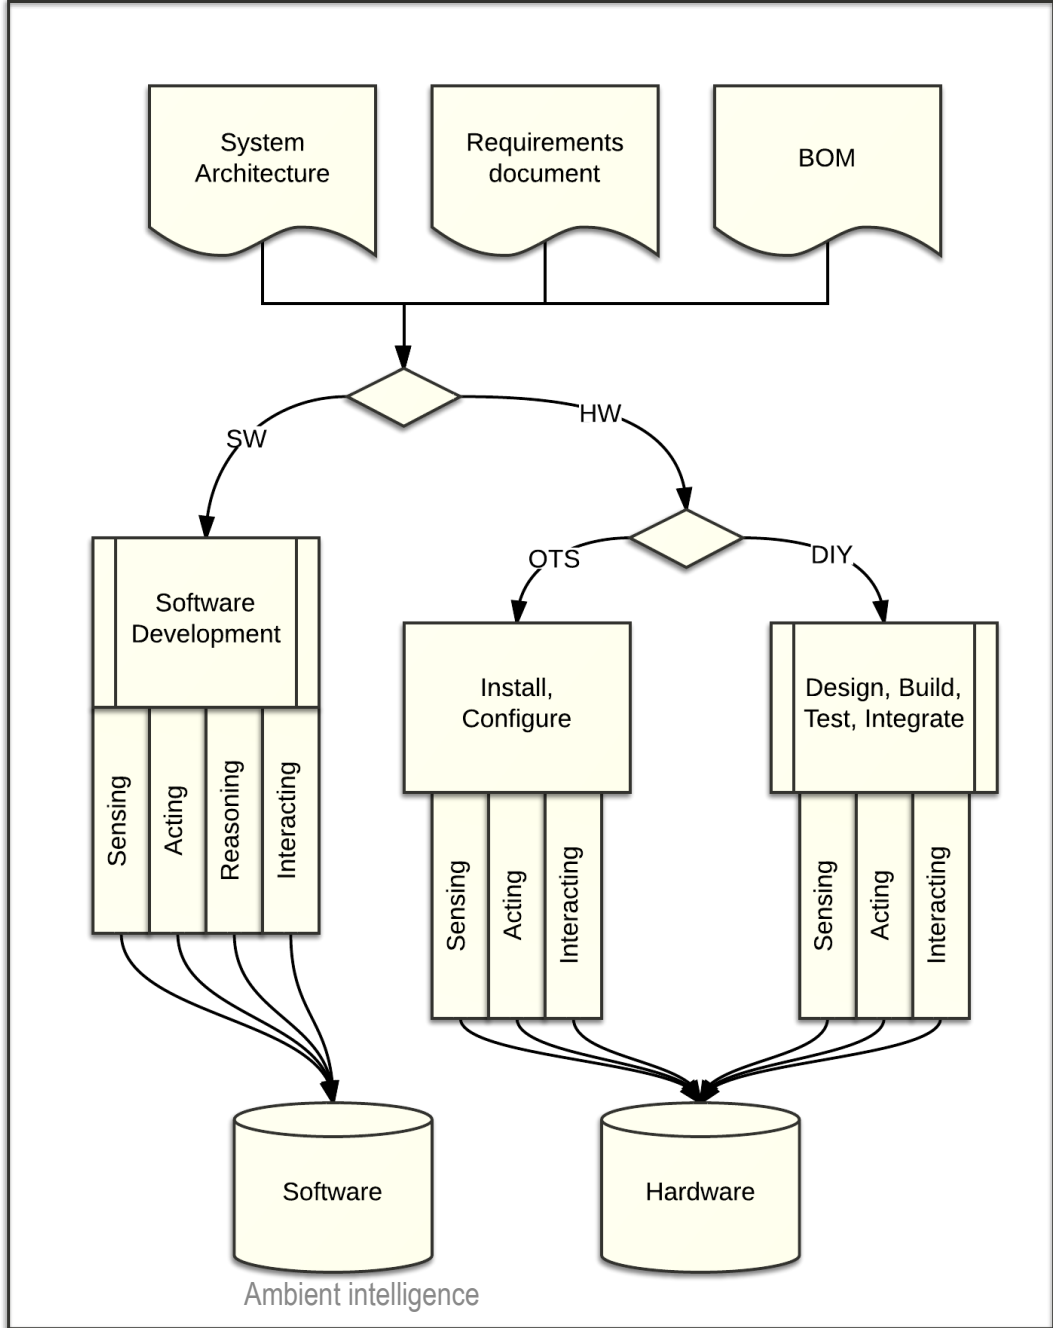 System
Architecture
Requirements
document
BOM
SW
HW
OTS
DIY
Software
Development
Sensing
Acting
Reasoning
Interacting
Install,
Configure
Sensing
Acting
Interacting
Design, Build,
Test, Integrate
Sensing
Acting
Interacting
Software
Hardware
Ambient intelligence